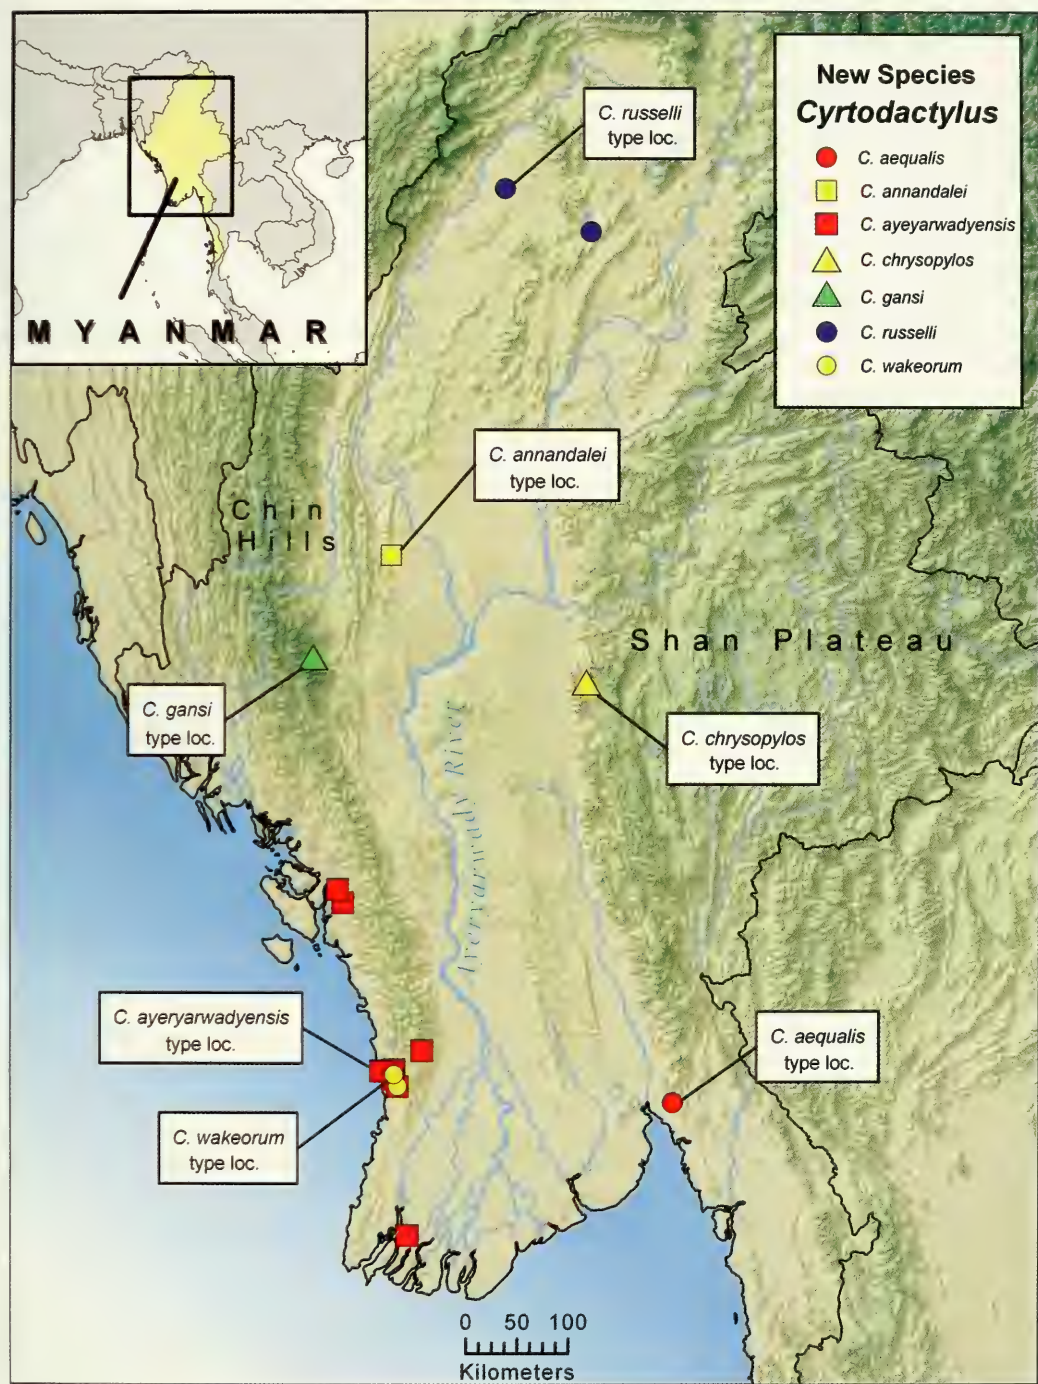 M Y A N M A R
New Species
Cyrtodactylus
C. aequalis
C. annandalei
C. ayeyarwadyensis
C. chrysopylos
C. gansi
C. russelli
C. wakeorum
C. russelli
type loc.
C. annandalei
type loc.
Chin
Hills
Shan Plateau
C. gansi
type loc.
C. chrysopylos
type loc.
Ayeyarwady River
C. ayeryarwadyensis
type loc.
C. aequalis
type loc.
C. wakeorum
type loc.
0 50 100
Kilometers